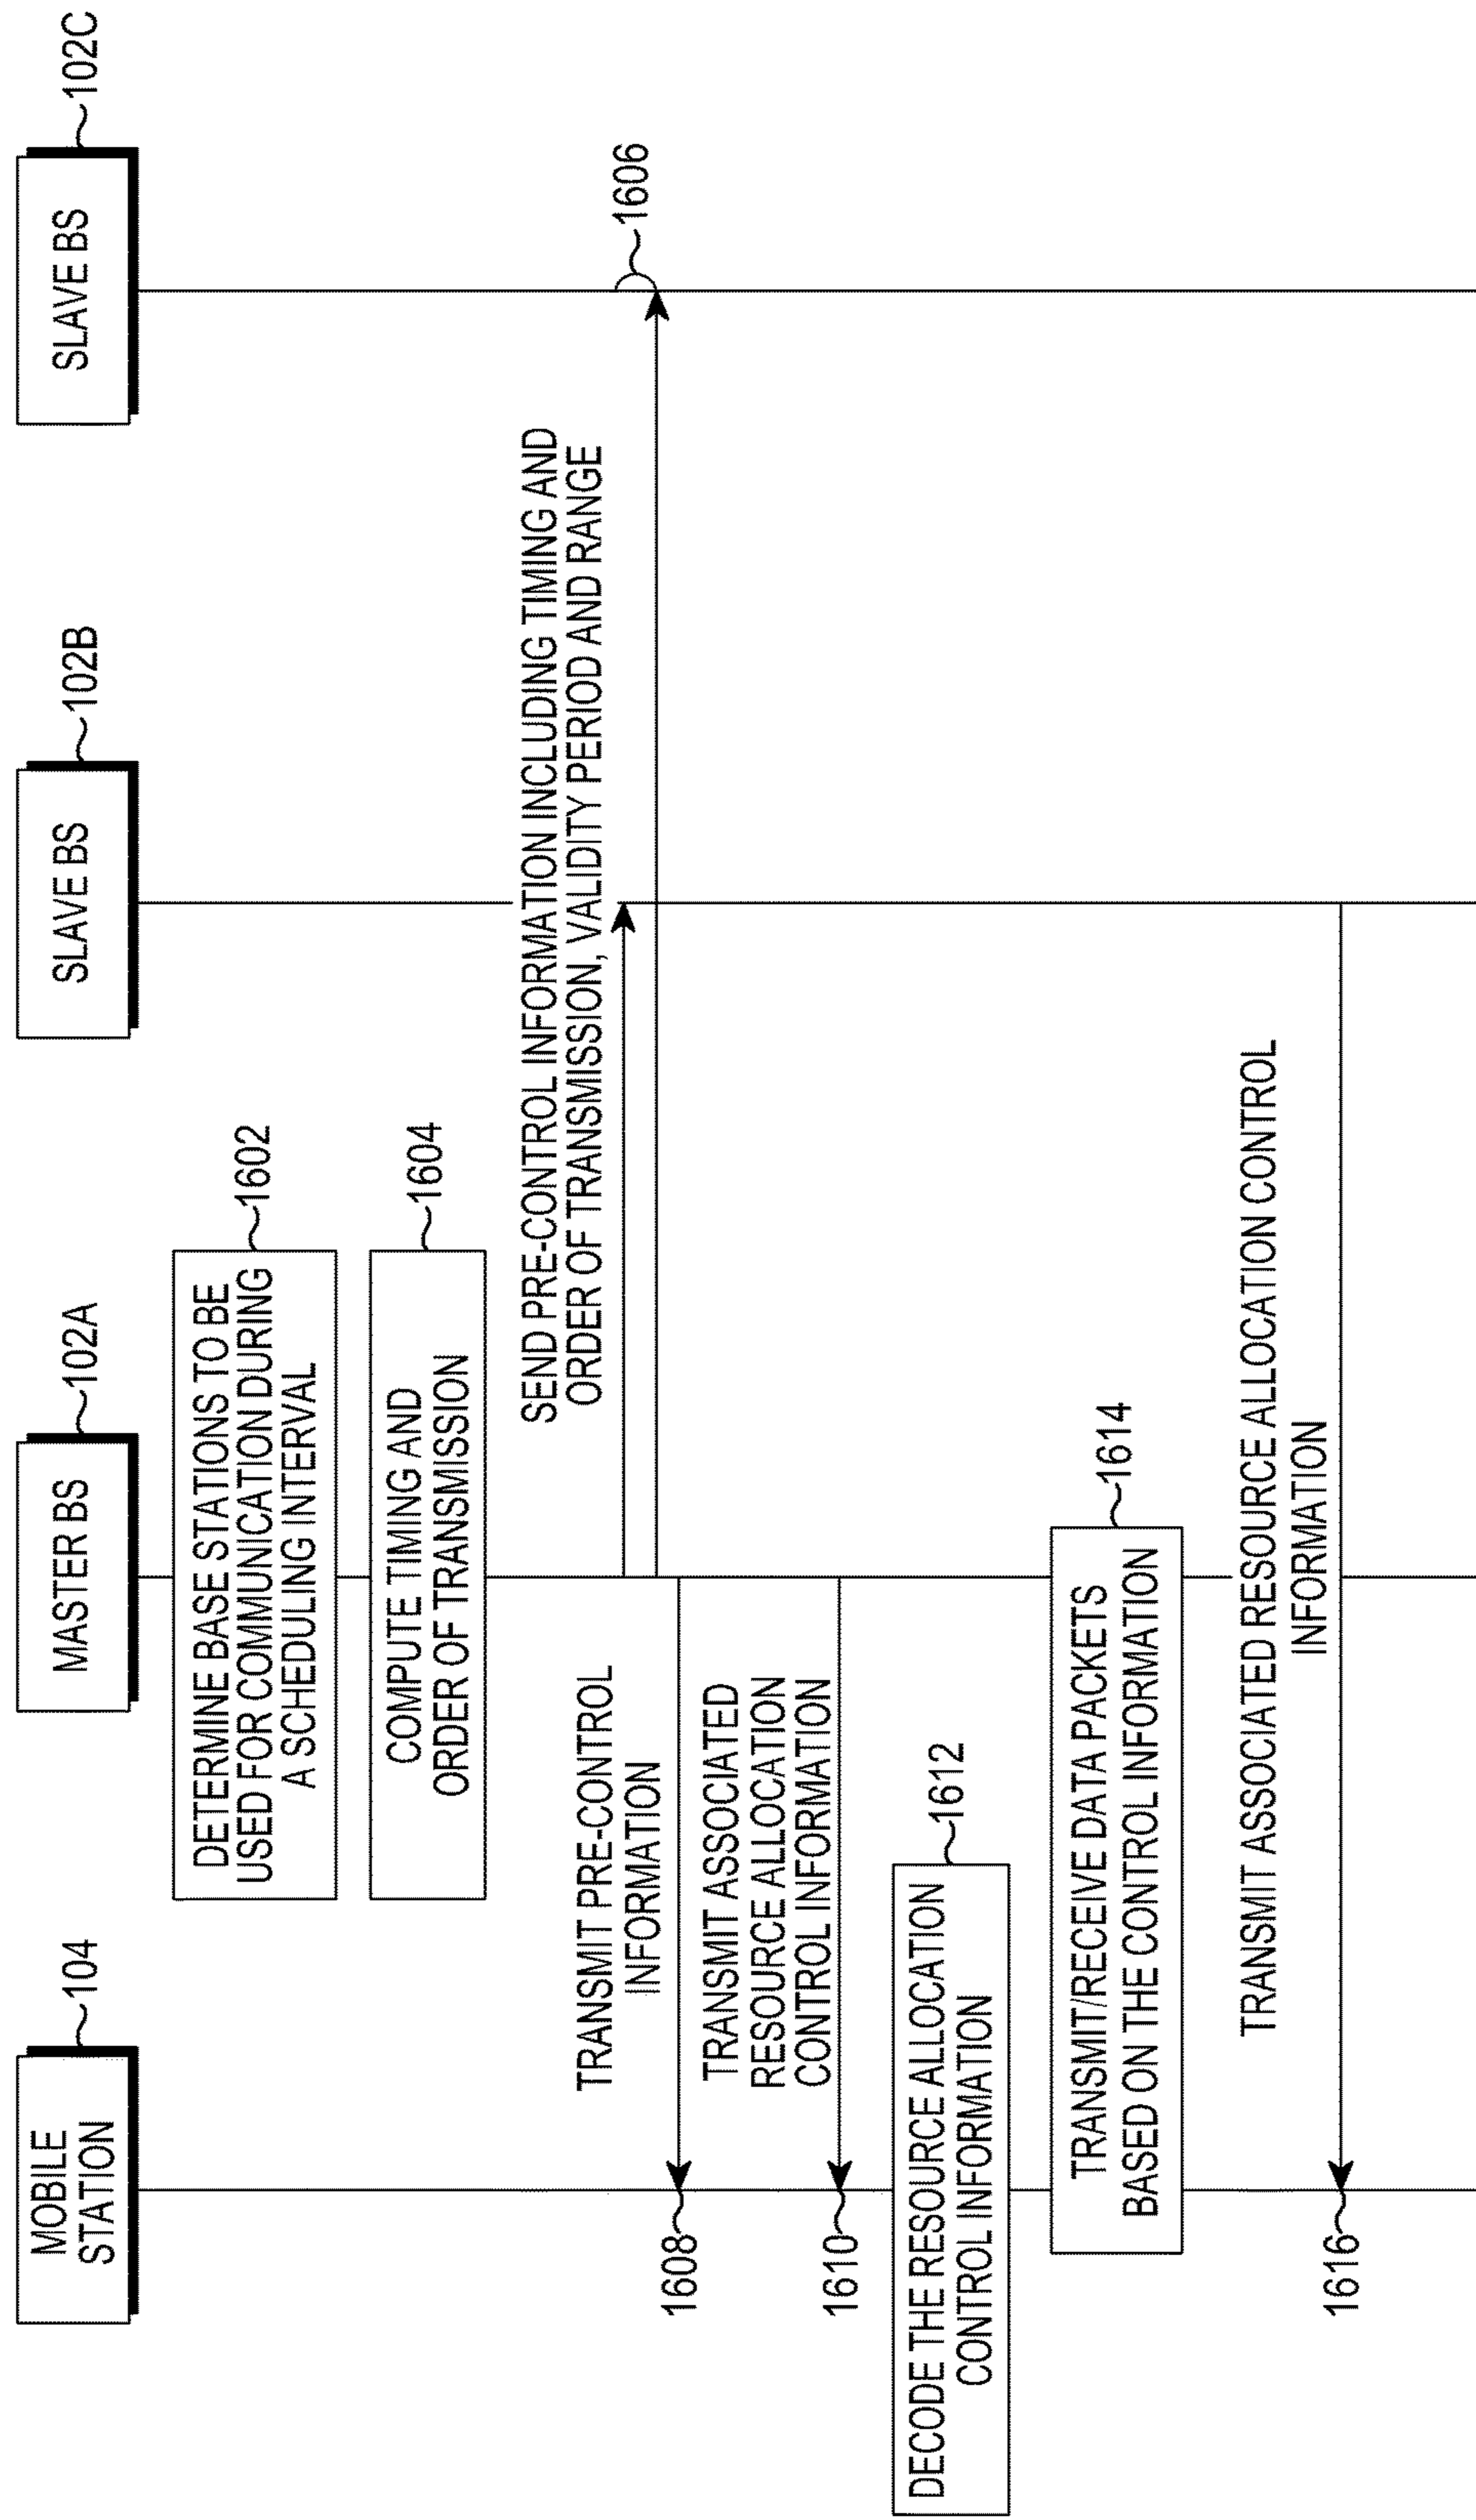 MOBILE
STATION
104
MASTER BS
102A
SLAVE BS
102B
SLAVE BS
102C
DETERMINE BASE STATIONS TO BE
USED FOR COMMUNICATION DURING
A SCHEDULING INTERVAL
1602
COMPUTE TIMING AND
ORDER OF TRANSMISSION
1604
SEND PRE-CONTROL INFORMATION INCLUDING TIMING AND
ORDER OF TRANSMISSION, VALIDITY PERIOD AND RANGE
1606
TRANSMIT PRE-CONTROL
INFORMATION
1608
TRANSMIT ASSOCIATED
RESOURCE ALLOCATION
CONTROL INFORMATION
1610
DECODE THE RESOURCE ALLOCATION
CONTROL INFORMATION
1612
TRANSMIT/RECEIVE DATA PACKETS
BASED ON THE CONTROL INFORMATION
1614
TRANSMIT ASSOCIATED RESOURCE ALLOCATION CONTROL
INFORMATION
1616